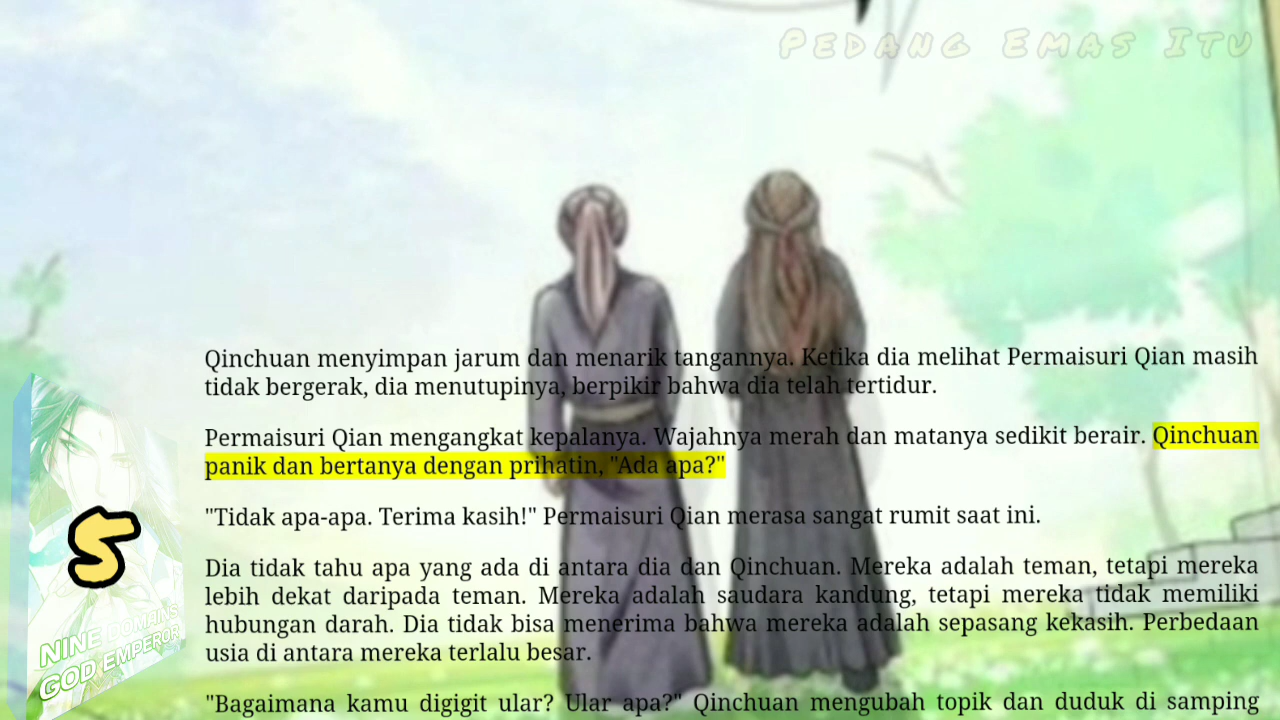 PEDANG EMAS ITU
Qinchuan menyimpan jarum dan menarik tangannya. Ketika dia melihat Permaisuri Qian masih
tidak bergerak, dia menutupinya, berpikir bahwa dia telah tertidur.
Permaisuri Qian mengangkat kepalanya. Wajahnya merah dan matanya sedikit berair. Qinchuan
panik dan bertanya dengan prihatin, "Ada apa?"
"Tidak apa-apa. Terima kasih!" Permaisuri Qian merasa sangat rumit saat ini.
Dia tidak tahu apa yang ada di antara dia dan Qinchuan. Mereka adalah teman, tetapi mereka
lebih dekat daripada teman. Mereka adalah saudara kandung, tetapi mereka tidak memiliki
hubungan darah. Dia tidak bisa menerima bahwa mereka adalah sepasang kekasih. Perbedaan
usia di antara mereka terlalu besar.
"Bagaimana kamu digigit ular? Ular apa?" Qinchuan mengubah topik dan duduk di samping
5
NINE DOMAINS
GOD EMPEROR